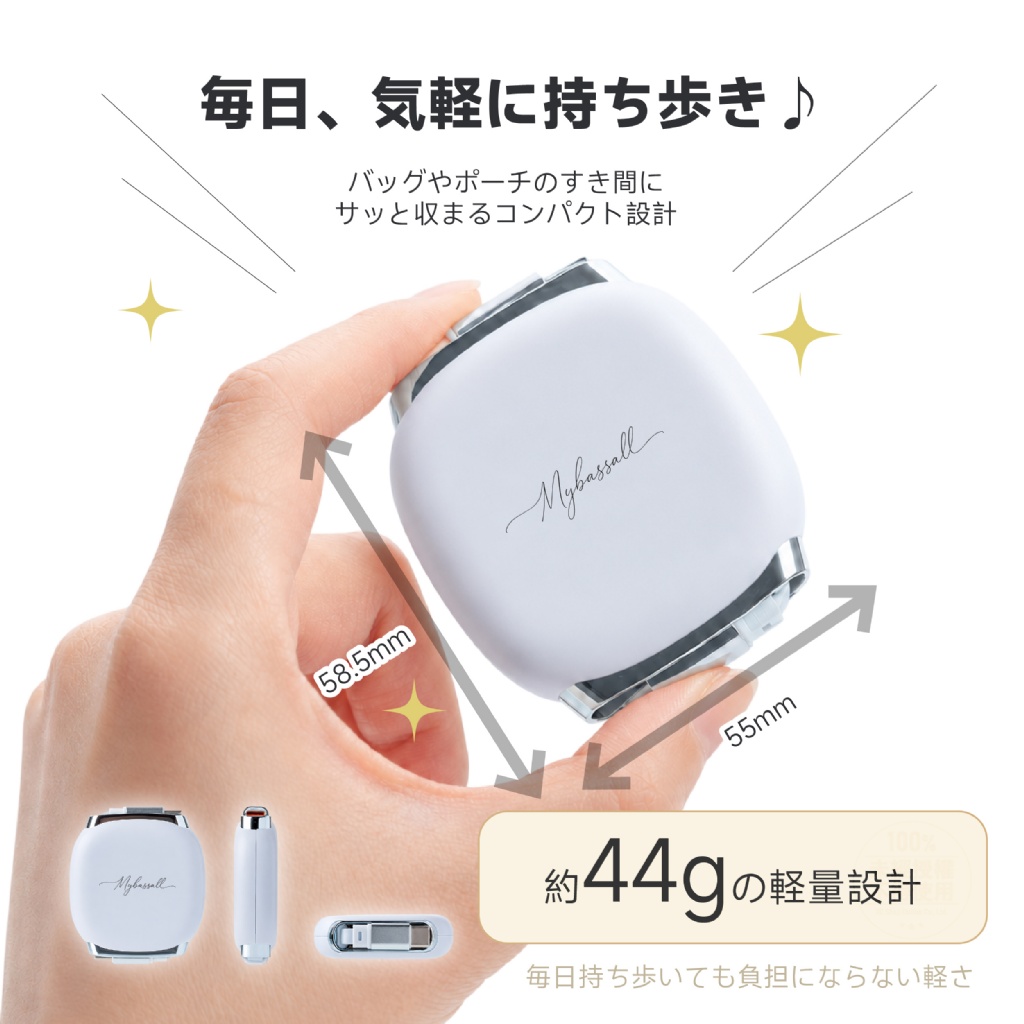 毎日、気軽に持ち歩き♪
バッグやポーチのすき間に
サッと収まるコンパクト設計
Mybassall
58.5mm
55mm
Mybassall
約44gの軽量設計
100%
毎日持ち歩いても負担にならない軽さ